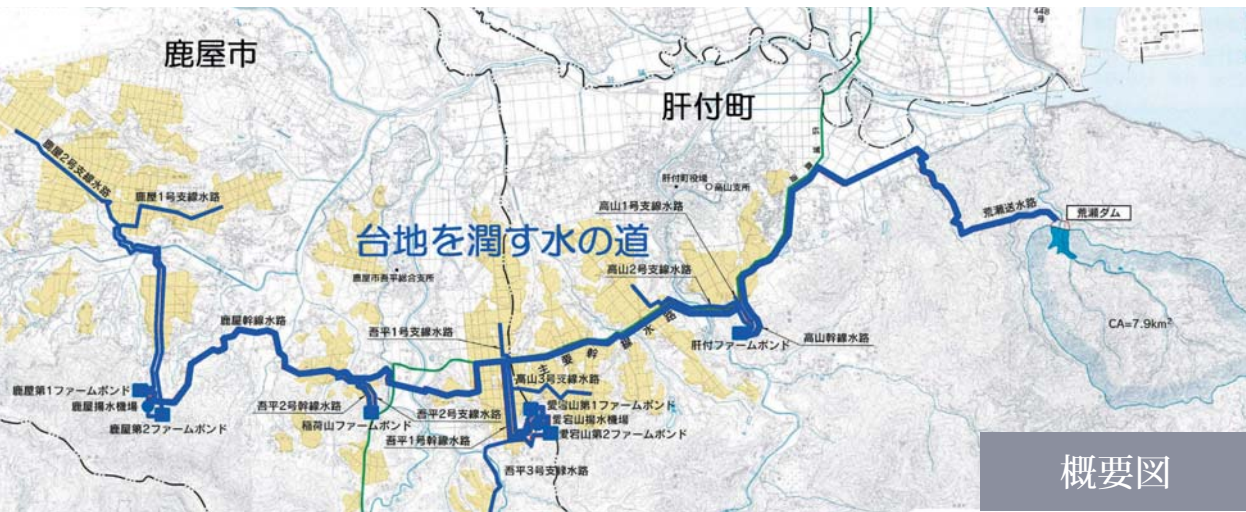 448号
鹿屋市
肝付町
鹿屋2号支線水路
鹿屋1号支線水路
肝付町役場
高山支所
高山1号支線水路
荒瀬送水路
荒瀬ダム
台地を潤す水の道
鹿屋市吾平総合支所
高山2号支線水路
鹿屋幹線水路
吾平1号支線水路
主要幹線水路
肝付ファームポンド
高山幹線水路
CA=7.9km²
高山3号支線水路
鹿屋第1ファームポンド
鹿屋揚水機場
鹿屋第2ファームポンド
吾平2号幹線水路
稲荷山ファームポンド
吾平2号支線水路
吾平1号幹線水路
愛宕山第1ファームポンド
愛宕山揚水機場
愛宕山第2ファームポンド
吾平3号支線水路
概要図